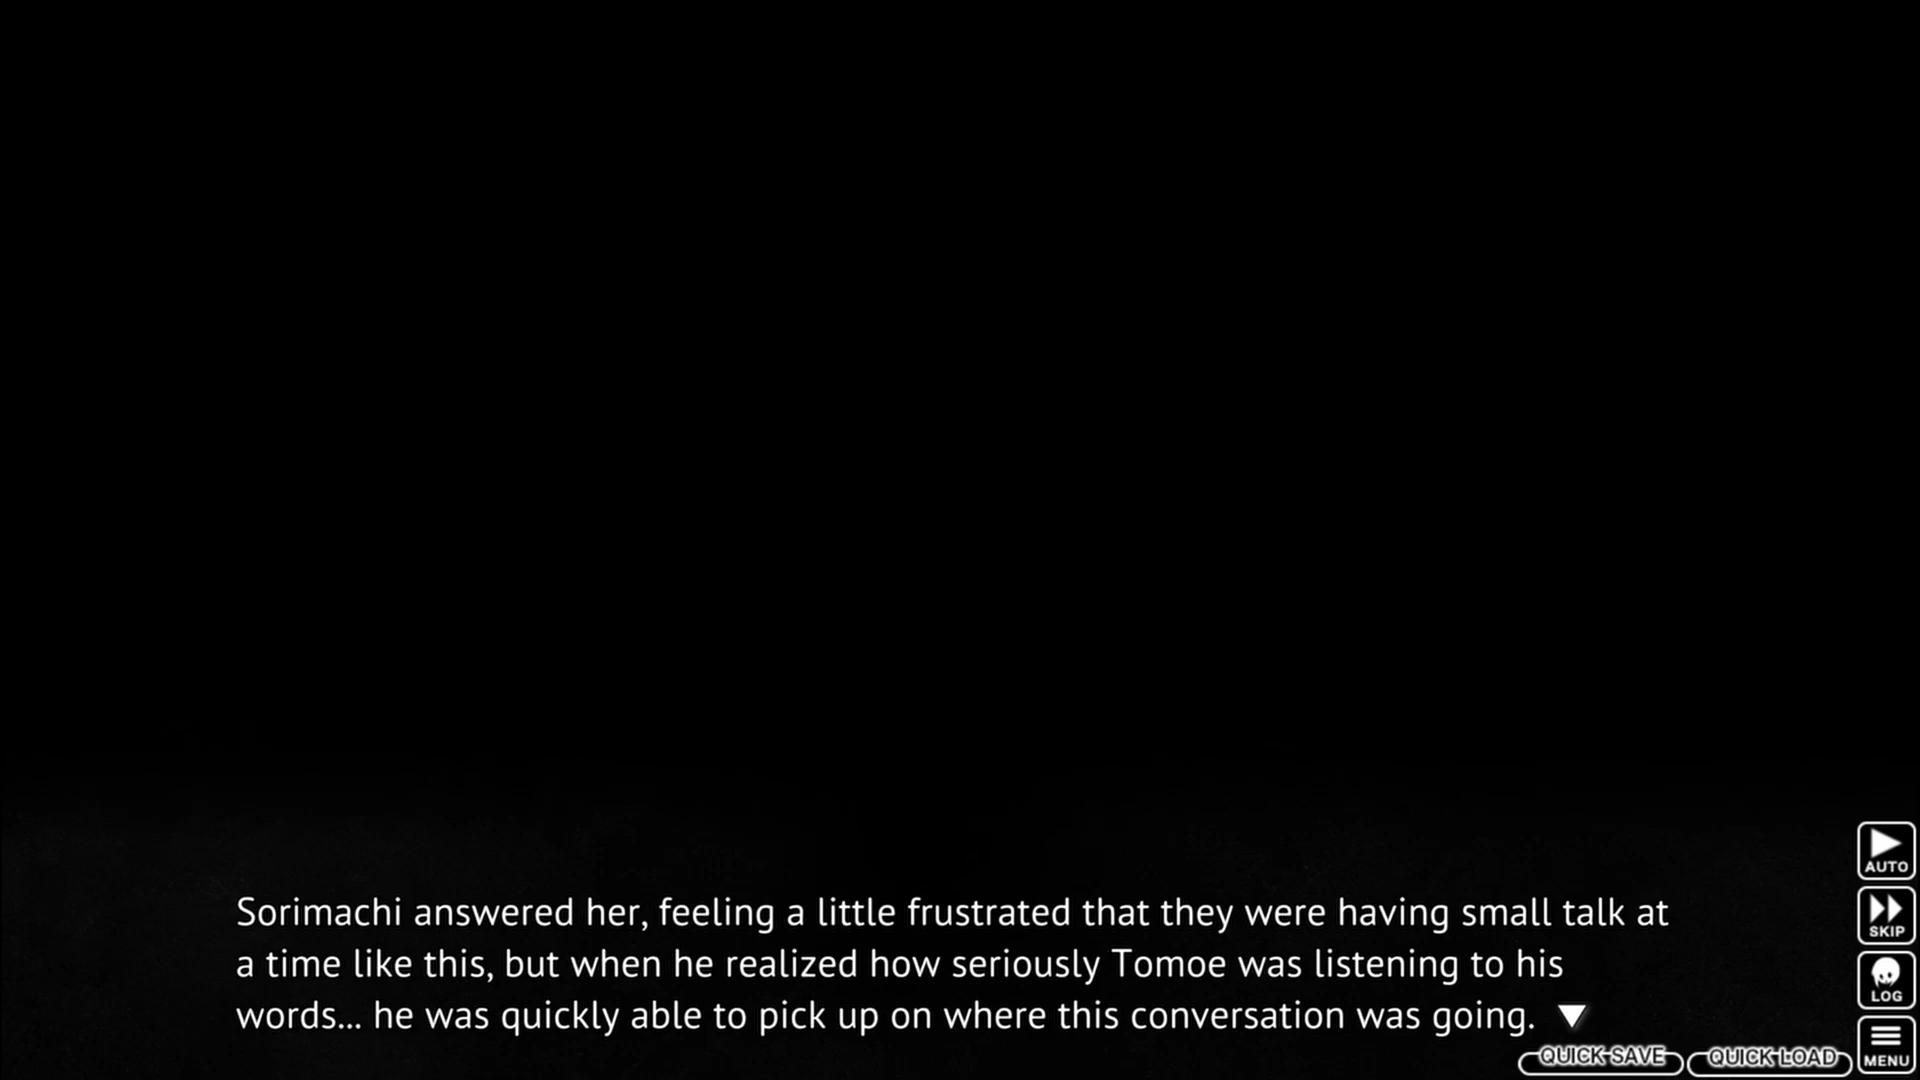 Sorimachi answered her, feeling a little frustrated that they were having small talk at
a time like this, but when he realized how seriously Tomoe was listening to his
words... he was quickly able to pick up on where this conversation was going.
AUTO
SKIP
LOG
MENU
QUICK SAVE
QUICK LOAD